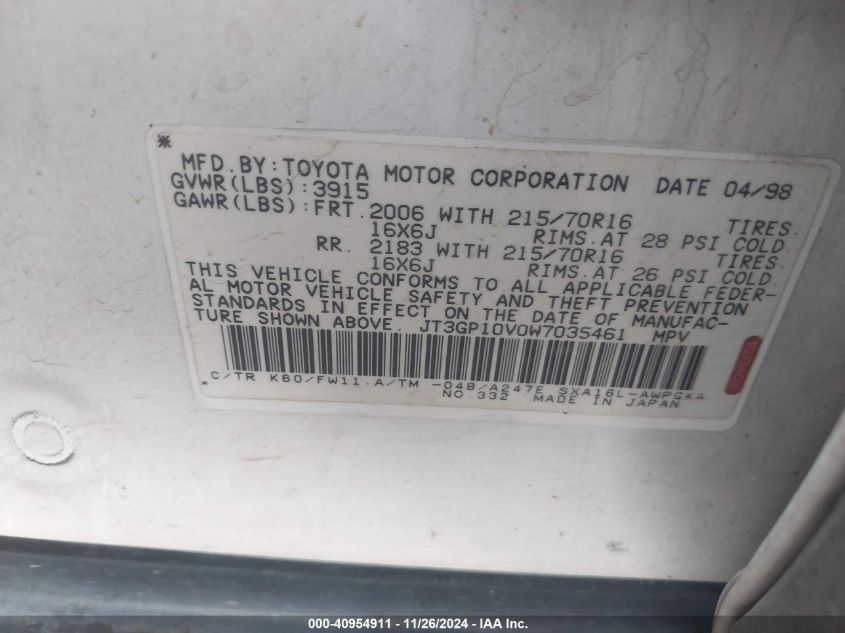 *
MFD.BY:TOYOTA MOTOR CORPORATION DATE 04/98
GVWR(LBS):3915
GAWR(LBS):FRT.2006 WITH 215/70R16 TIRES.
16X6J RIMS.AT 28 PSI COLD
RR. 2183 WITH 215/70R16 TIRES.
16X6J RIMS.AT 26 PSI COLD
THIS VEHICLE CONFORMS TO ALL APPLICABLE FEDER-
AL MOTOR VEHICLE SAFETY AND THEFT PREVENTION
STANDARDS IN EFFECT ON THE DATE OF MANUFAC-
TURE SHOWN ABOVE. JT3GP10V0W7035461 MPV
TOYOTA
C/TR K60/FW11.A/TM -04B/A247E SXA16L-AWPGKA
NO.332 MADE IN JAPAN
000-40954911 - 11/26/2024 - IAA Inc.